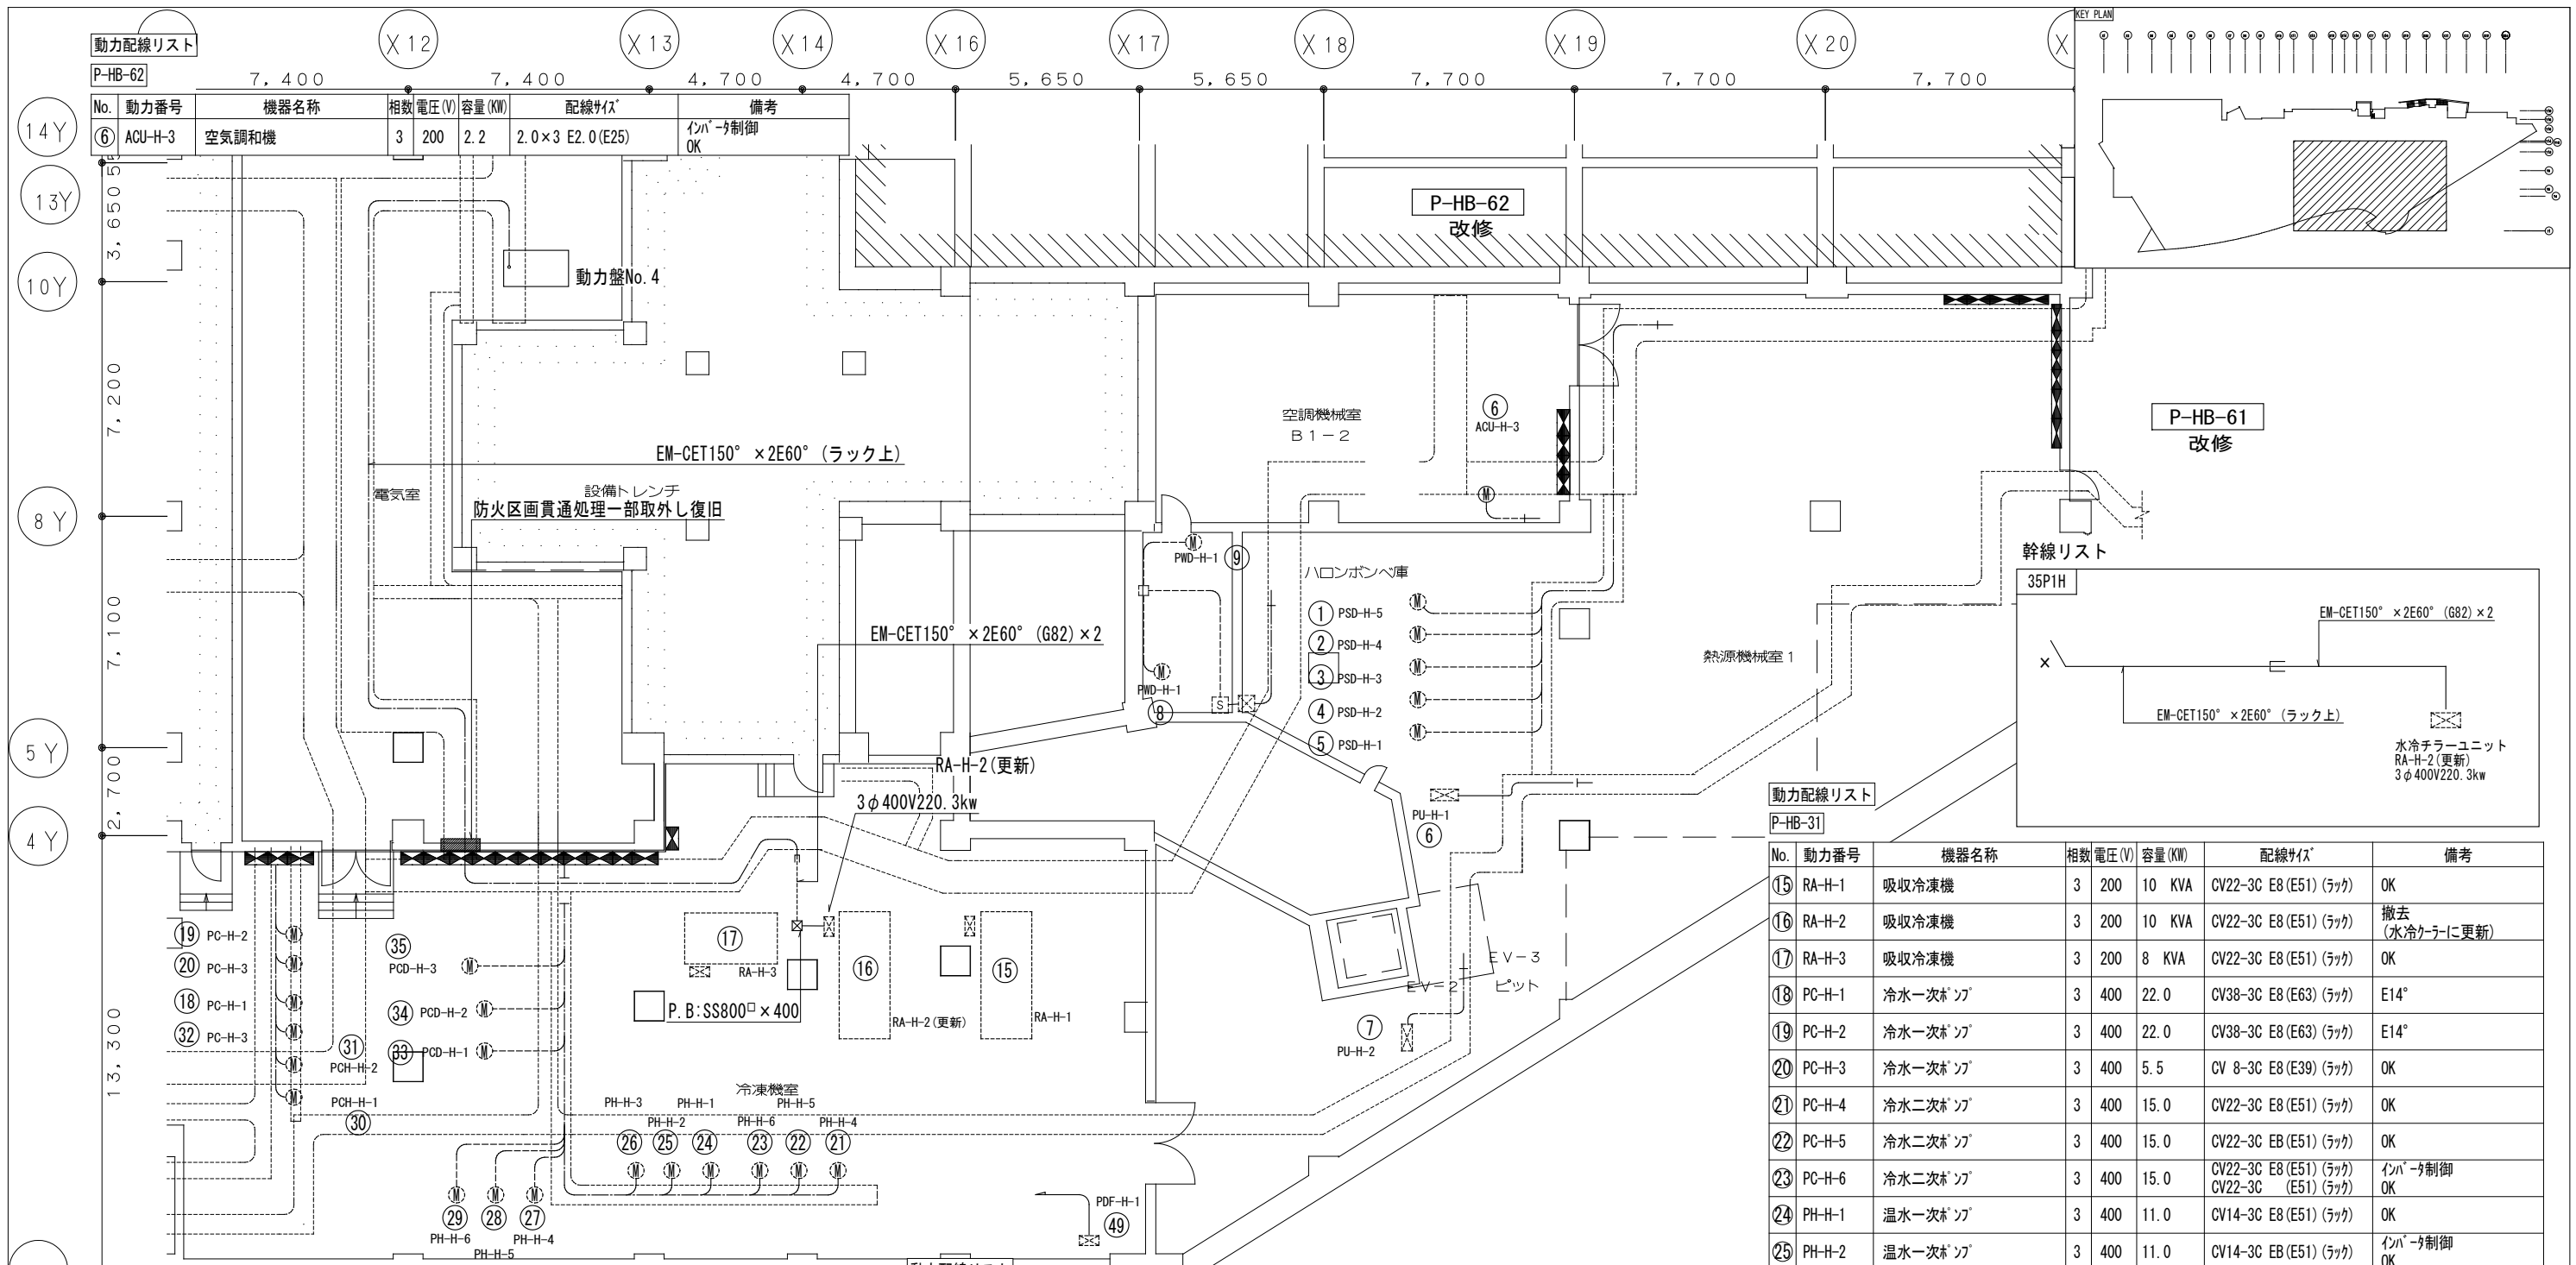 動力配線リスト
P-HB-62
No. 動力番号 機器名称 相数 電圧(V) 容量(KW) 配線サイズ 備考
⑥ ACU-H-3 空気調和機 3 200 2.2 2.0×3 E2.0(E25) インバータ制御
OK
X12 X13 X14 X16 X17 X18 X19 X20
7,400 7,400 4,700 4,700 5,650 5,650 7,700 7,700 7,700
KEY PLAN
14Y
13Y
10Y
8Y
5Y
4Y
3,650
7,200
7,100
2,700
13,300
P-HB-62
改修
動力盤No.4
P-HB-61
改修
空調機械室
B1-2
⑥
ACU-H-3
EM-CET150°×2E60°(ラック上)
電気室
設備トレンチ
防火区画貫通処理一部取外し復旧
M
PWD-H-1
⑨
ハロンボンベ庫
① PSD-H-5
② PSD-H-4
③ PSD-H-3
④ PSD-H-2
⑤ PSD-H-1
EM-CET150°×2E60°(G82)×2
PWD-H-1
⑧
S
熱源機械室1
幹線リスト
35P1H
EM-CET150°×2E60°(G82)×2
EM-CET150°×2E60°(ラック上)
水冷チラーユニット
RA-H-2(更新)
3φ400V220.3kw
RA-H-2(更新)
3φ400V220.3kw
PU-H-1
⑥
⑲ PC-H-2
⑳ PC-H-3
⑱ PC-H-1
㉜ PC-H-3
㉛
PCH-H-2
PCH-H-1
㉚
㉟
PCD-H-3
㉞ PCD-H-2
㉝ PCD-H-1
⑰
RA-H-3
P.B:SS800□×400
⑯
RA-H-2(更新)
⑮
RA-H-1
EV-3
EV-2 ピット
⑦
PU-H-2
冷凍機室
PH-H-3 PH-H-1 PH-H-5
PH-H-2 PH-H-6 PH-H-4
㉖ ㉕ ㉔ ㉓ ㉒ ㉑
㉙ ㉘ ㉗
PH-H-6 PH-H-4
PH-H-5
PDF-H-1
㊾
動力配線リスト
P-HB-31
No. 動力番号 機器名称 相数 電圧(V) 容量(KW) 配線サイズ 備考
⑮ RA-H-1 吸収冷凍機 3 200 10 KVA CV22-3C E8(E51)(ラック) OK
⑯ RA-H-2 吸収冷凍機 3 200 10 KVA CV22-3C E8(E51)(ラック) 撤去
(水冷クーラーに更新)
⑰ RA-H-3 吸収冷凍機 3 200 8 KVA CV22-3C E8(E51)(ラック) OK
⑱ PC-H-1 冷水一次ポンプ 3 400 22.0 CV38-3C E8(E63)(ラック) E14°
⑲ PC-H-2 冷水一次ポンプ 3 400 22.0 CV38-3C E8(E63)(ラック) E14°
⑳ PC-H-3 冷水一次ポンプ 3 400 5.5 CV 8-3C E8(E39)(ラック) OK
㉑ PC-H-4 冷水二次ポンプ 3 400 15.0 CV22-3C E8(E51)(ラック) OK
㉒ PC-H-5 冷水二次ポンプ 3 400 15.0 CV22-3C EB(E51)(ラック) OK
㉓ PC-H-6 冷水二次ポンプ 3 400 15.0 CV22-3C E8(E51)(ラック) インバータ制御
CV22-3C (E51)(ラック) OK
㉔ PH-H-1 温水一次ポンプ 3 400 11.0 CV14-3C E8(E51)(ラック) OK
㉕ PH-H-2 温水一次ポンプ 3 400 11.0 CV14-3C EB(E51)(ラック) インバータ制御
OK